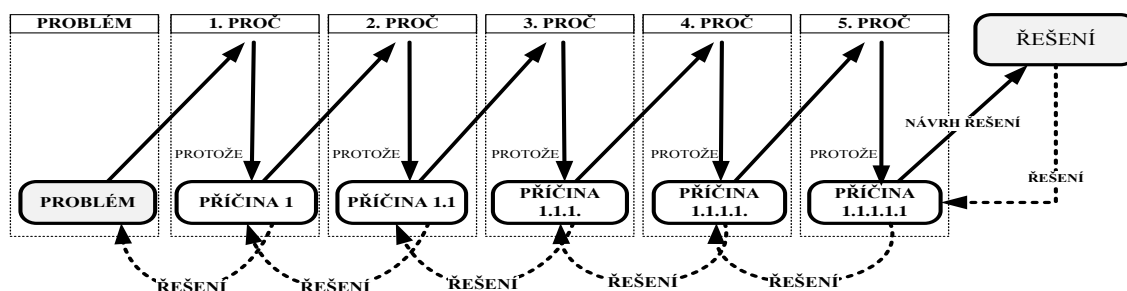 PROBLÉM
1. PROČ
2. PROČ
3. PROČ
4. PROČ
5. PROČ
ŘEŠENÍ
NÁVRH ŘEŠENÍ
PROTOŽE
PROTOŽE
PROTOŽE
PROTOŽE
PROTOŽE
ŘEŠENÍ
PROBLÉM
PŘÍČINA 1
PŘÍČINA 1.1
PŘÍČINA
1.1.1.
PŘÍČINA
1.1.1.1.
PŘÍČINA
1.1.1.1.1
ŘEŠENÍ
ŘEŠENÍ
ŘEŠENÍ
ŘEŠENÍ
ŘEŠENÍ